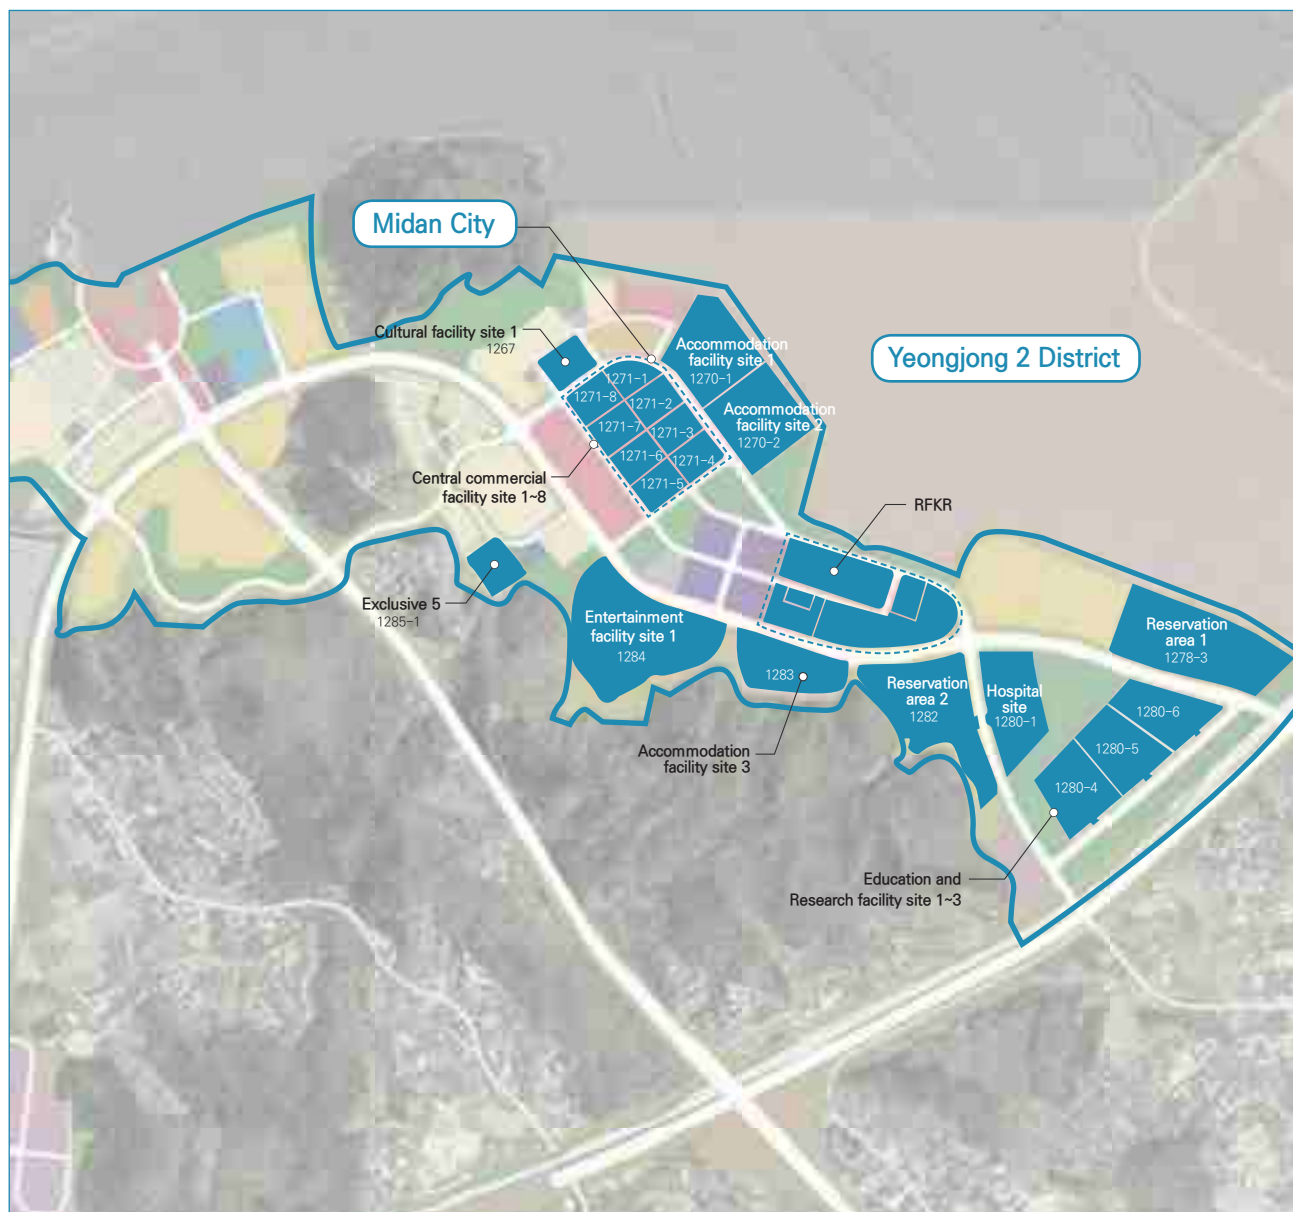 Midan City
Yeongjong 2 District
Cultural facility site 1
1267
Accommodation
facility site 1
1270-1
Accommodation
facility site 2
1270-2
1271-1
1271-8
1271-2
1271-7
1271-3
1271-6
1271-4
1271-5
Central commercial
facility site 1~8
RFKR
Exclusive 5
1285-1
Entertainment
facility site 1
1284
1283
Accommodation
facility site 3
Reservation
area 2
1282
Hospital
site
1280-1
Reservation
area 1
1278-3
1280-6
1280-5
1280-4
Education and
Research facility site 1~3